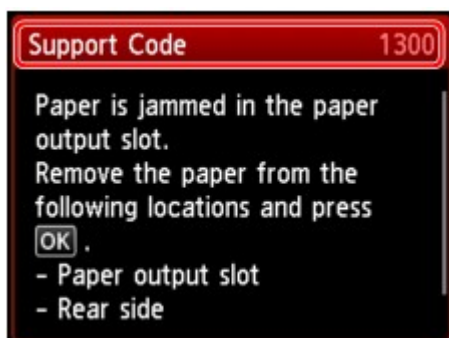 Support Code 1300
Paper is jammed in the paper
output slot.
Remove the paper from the
following locations and press
OK .
- Paper output slot
- Rear side